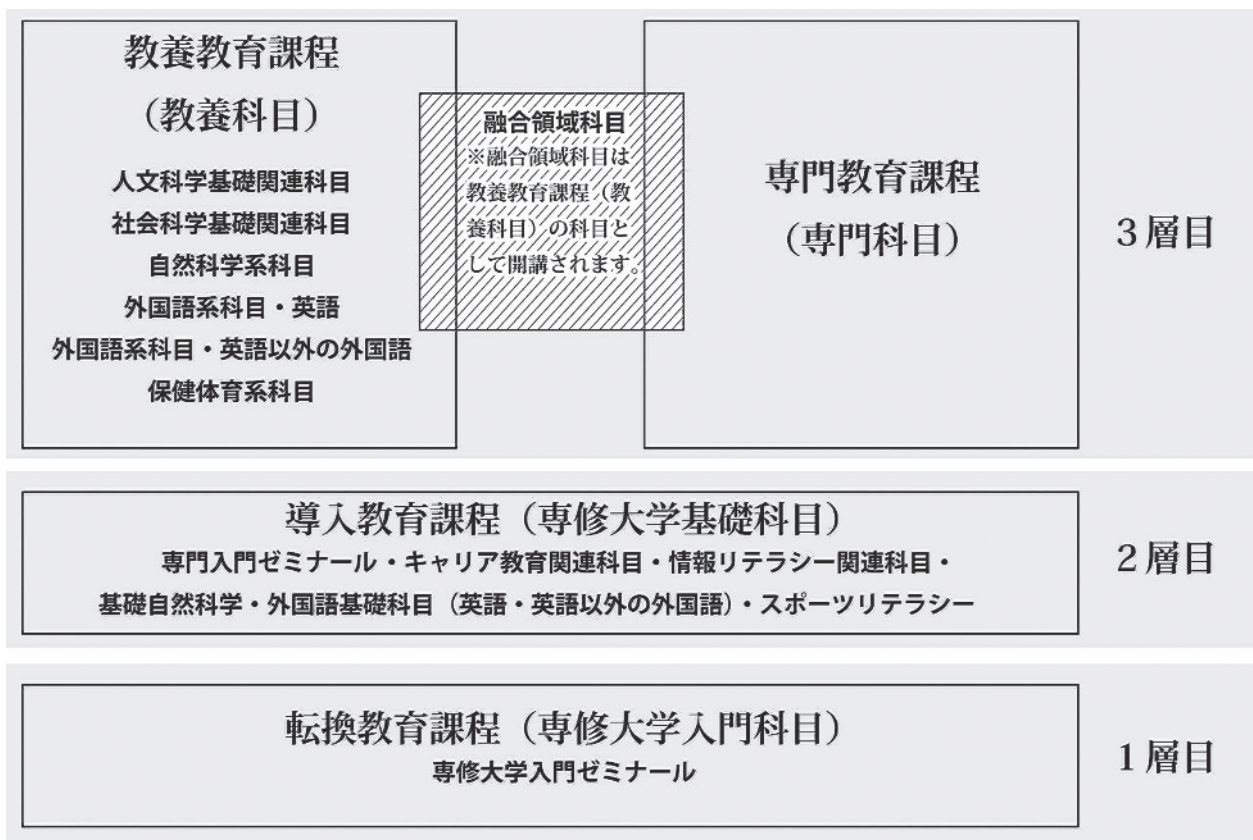 教養教育課程
（教養科目）
人文科学基礎関連科目
社会科学基礎関連科目
自然科学系科目
外国語系科目・英語
外国語系科目・英語以外の外国語
保健体育系科目
融合領域科目
※融合領域科目は
教養教育課程（教
養科目）の科目と
して開講されます。
専門教育課程
（専門科目）
3層目
導入教育課程（専修大学基礎科目）
専門入門ゼミナール・キャリア教育関連科目・情報リテラシー関連科目・
基礎自然科学・外国語基礎科目（英語・英語以外の外国語）・スポーツリテラシー
2層目
転換教育課程（専修大学入門科目）
専修大学入門ゼミナール
1層目